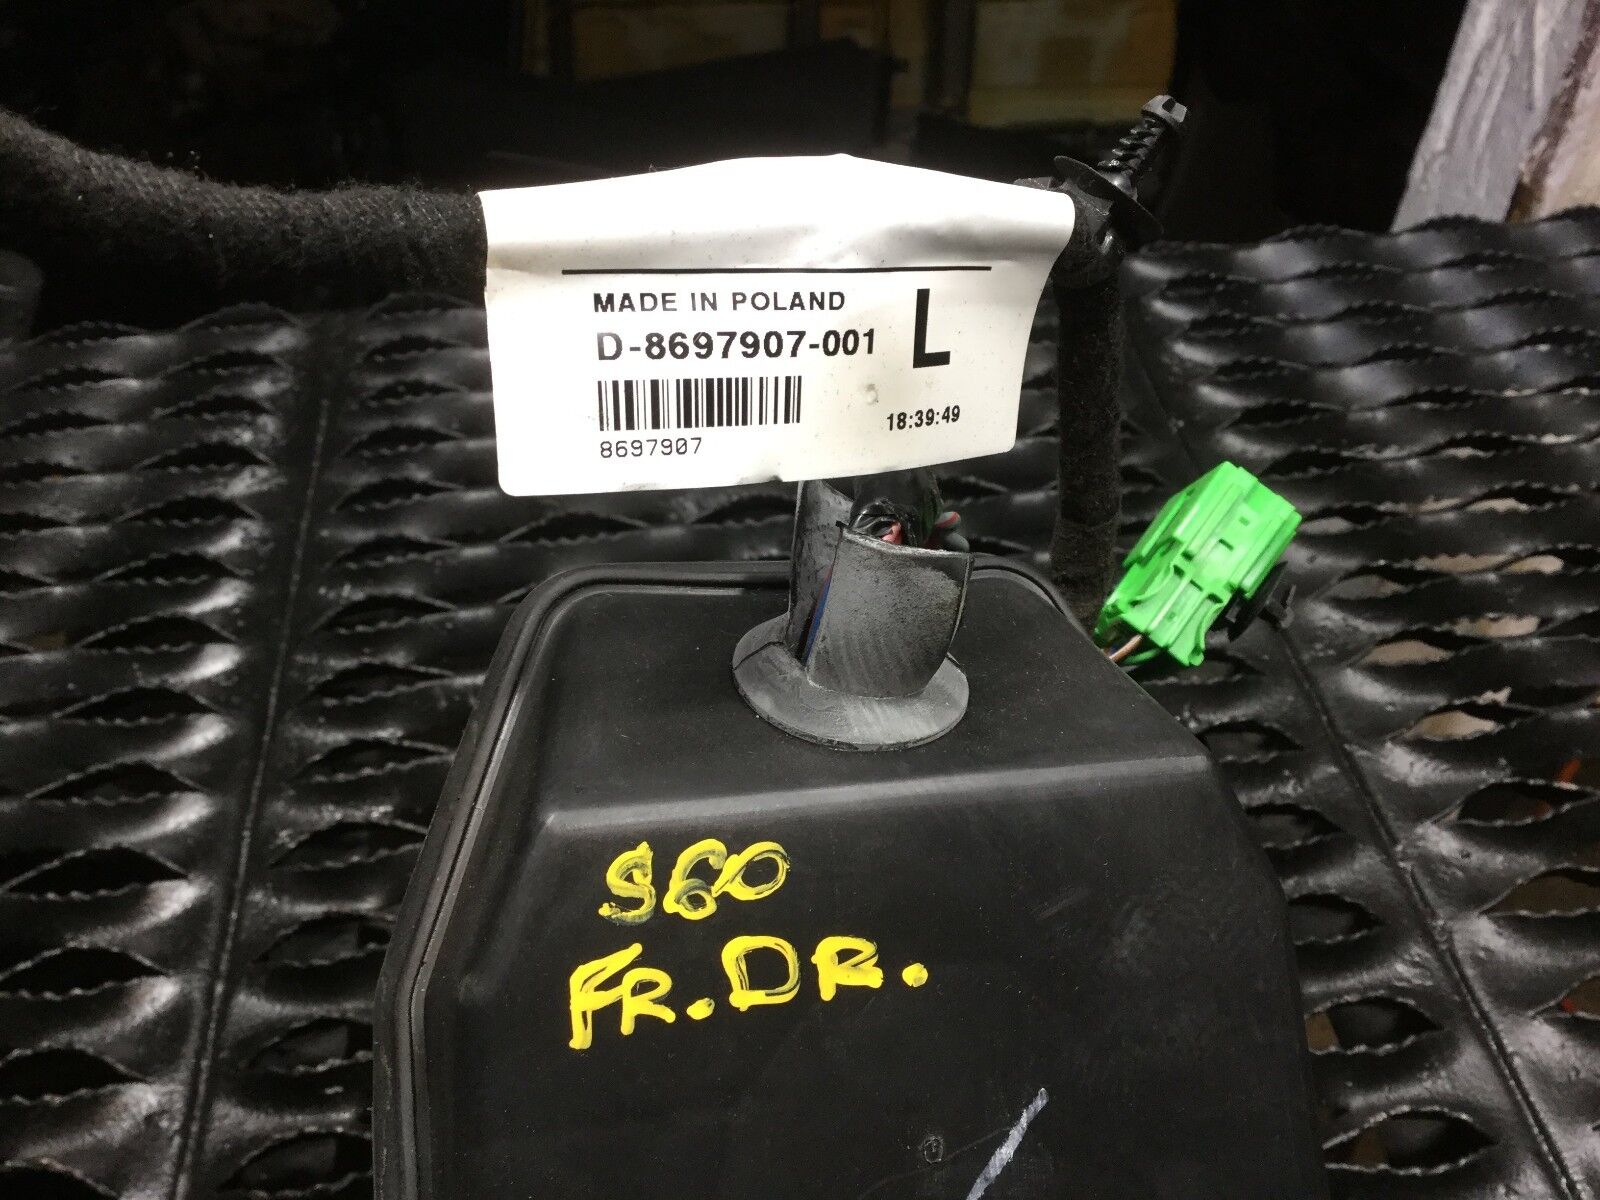 MADE IN POLAND
D-8697907-001 L
8697907
18:39:49
S60
FR. DR.